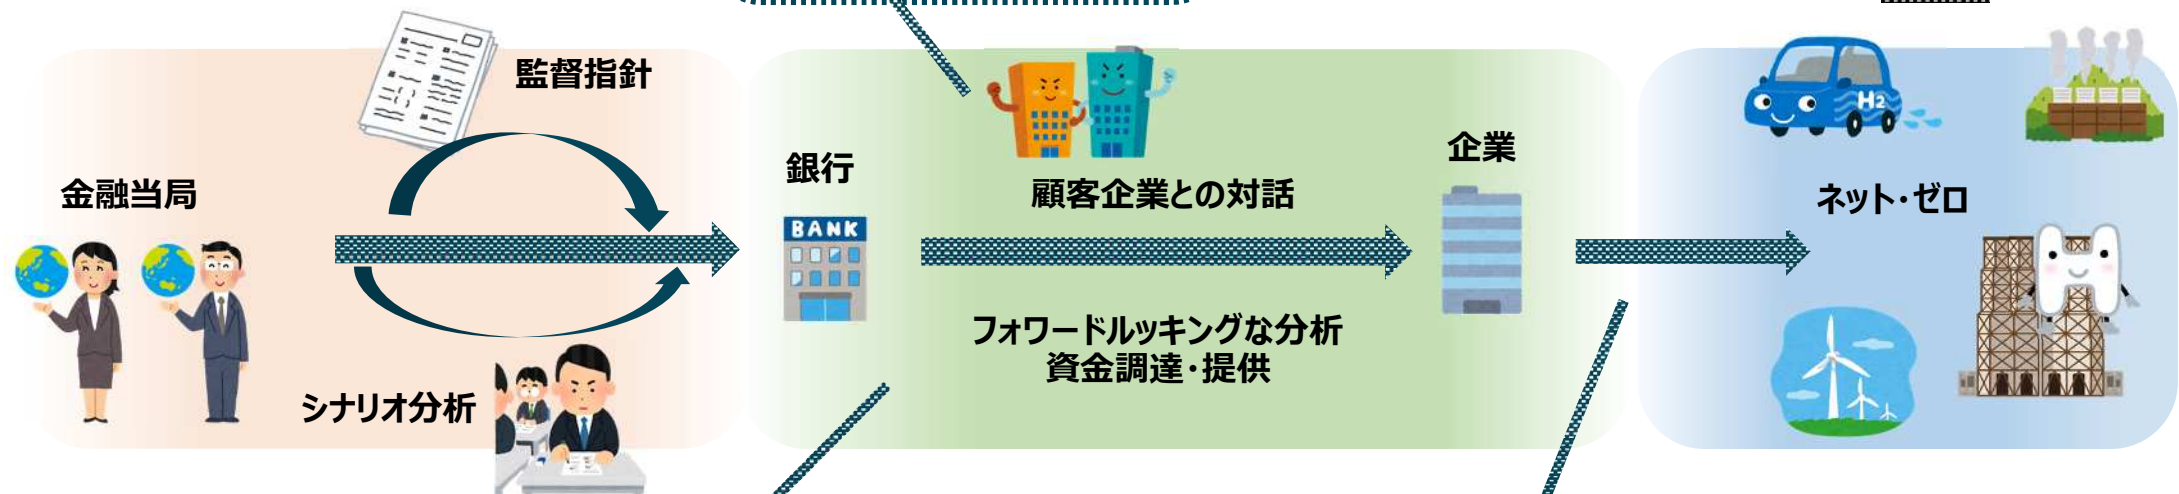 監督指針
金融当局
シナリオ分析
銀行
BANK
顧客企業との対話
フォワードルッキングな分析
資金調達・提供
企業
ネット・ゼロ
H2